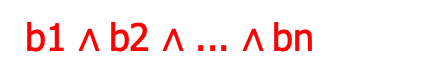 b1 ∧ b2 ∧ ... ∧ bn